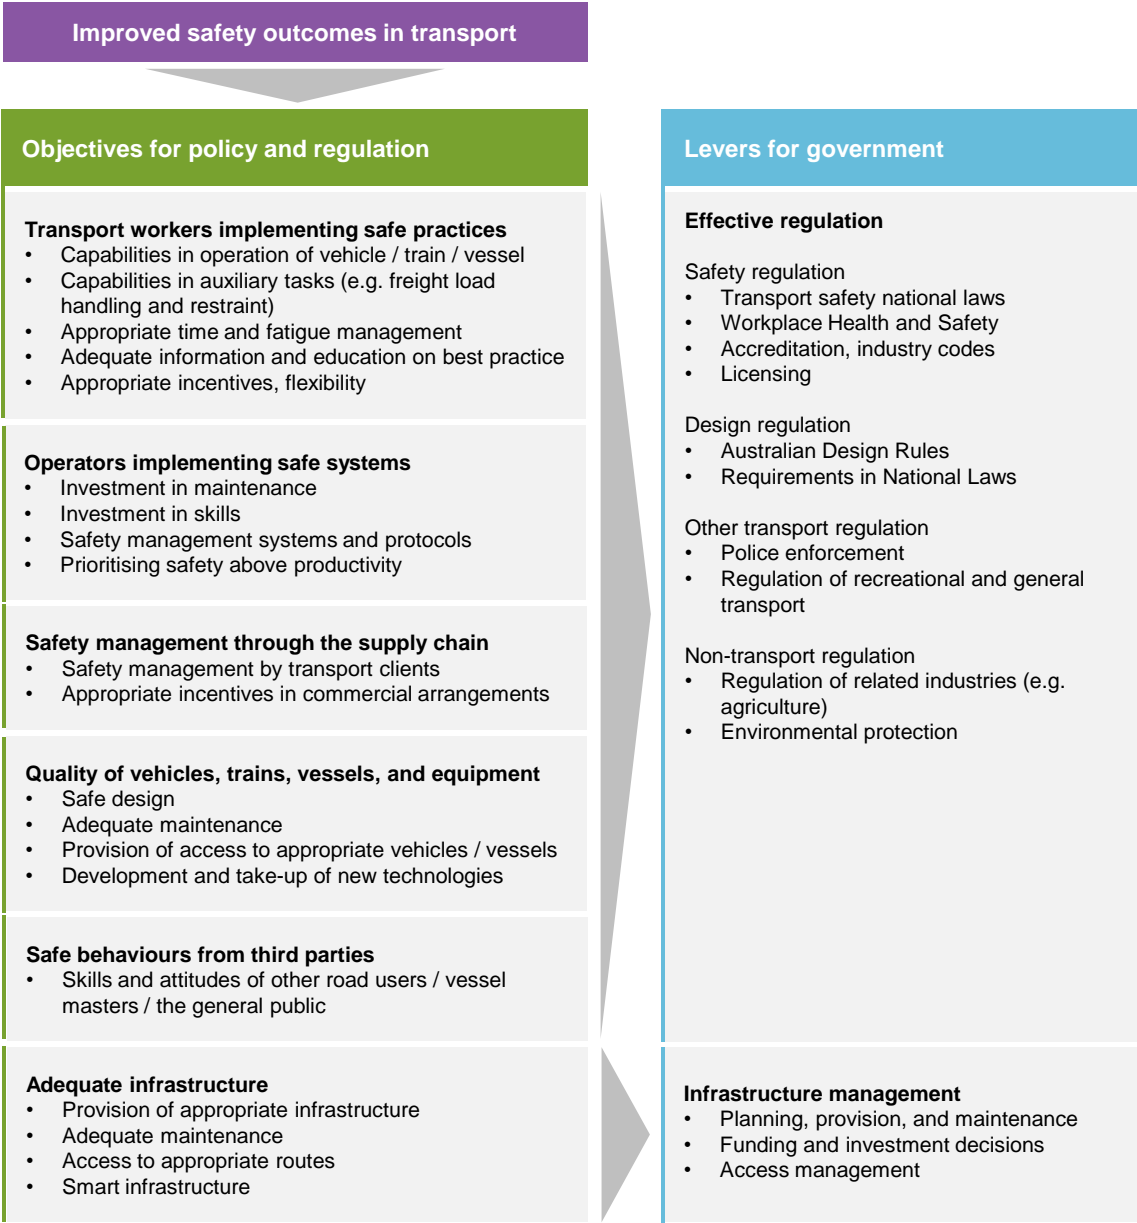 Improved safety outcomes in transport
Objectives for policy and regulation
Transport workers implementing safe practices
• Capabilities in operation of vehicle / train / vessel
• Capabilities in auxiliary tasks (e.g. freight load
handling and restraint)
• Appropriate time and fatigue management
• Adequate information and education on best practice
• Appropriate incentives, flexibility
Operators implementing safe systems
• Investment in maintenance
• Investment in skills
• Safety management systems and protocols
• Prioritising safety above productivity
Safety management through the supply chain
• Safety management by transport clients
• Appropriate incentives in commercial arrangements
Quality of vehicles, trains, vessels, and equipment
• Safe design
• Adequate maintenance
• Provision of access to appropriate vehicles / vessels
• Development and take-up of new technologies
Safe behaviours from third parties
• Skills and attitudes of other road users / vessel
masters / the general public
Adequate infrastructure
• Provision of appropriate infrastructure
• Adequate maintenance
• Access to appropriate routes
• Smart infrastructure
Levers for government
Effective regulation
Safety regulation
• Transport safety national laws
• Workplace Health and Safety
• Accreditation, industry codes
• Licensing
Design regulation
• Australian Design Rules
• Requirements in National Laws
Other transport regulation
• Police enforcement
• Regulation of recreational and general
transport
Non-transport regulation
• Regulation of related industries (e.g.
agriculture)
• Environmental protection
Infrastructure management
• Planning, provision, and maintenance
• Funding and investment decisions
• Access management